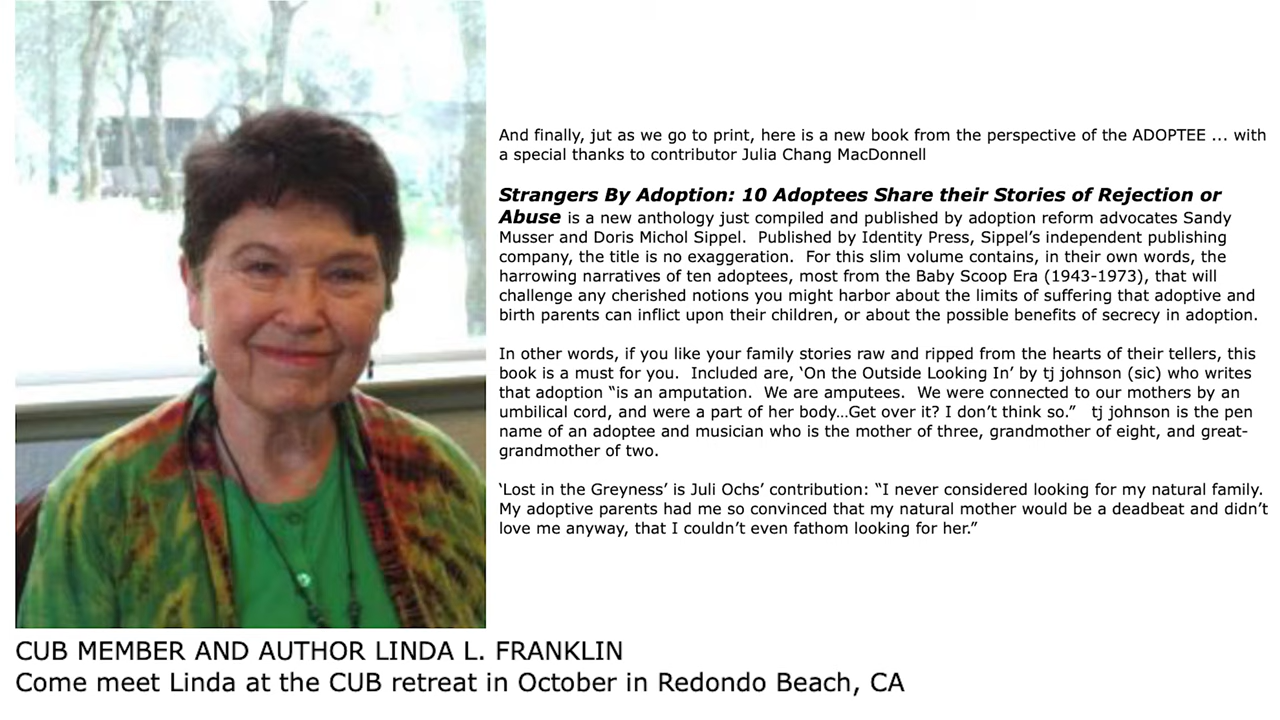 And finally, jut as we go to print, here is a new book from the perspective of the ADOPTEE ... with
a special thanks to contributor Julia Chang MacDonnell
Strangers By Adoption: 10 Adoptees Share their Stories of Rejection or
Abuse is a new anthology just compiled and published by adoption reform advocates Sandy
Musser and Doris Michol Sippel.  Published by Identity Press, Sippel's independent publishing
company, the title is no exaggeration.  For this slim volume contains, in their own words, the
harrowing narratives of ten adoptees, most from the Baby Scoop Era (1943-1973), that will
challenge any cherished notions you might harbor about the limits of suffering that adoptive and
birth parents can inflict upon their children, or about the possible benefits of secrecy in adoption.
In other words, if you like your family stories raw and ripped from the hearts of their tellers, this
book is a must for you.  Included are, ‘On the Outside Looking In’ by tj johnson (sic) who writes
that adoption “is an amputation.  We are amputees.  We were connected to our mothers by an
umbilical cord, and were a part of her body…Get over it? I don’t think so.”   tj johnson is the pen
name of an adoptee and musician who is the mother of three, grandmother of eight, and great-
grandmother of two.
‘Lost in the Greyness’ is Juli Ochs’ contribution: “I never considered looking for my natural family.
My adoptive parents had me so convinced that my natural mother would be a deadbeat and didn’t
love me anyway, that I couldn’t even fathom looking for her.”
CUB MEMBER AND AUTHOR LINDA L. FRANKLIN
Come meet Linda at the CUB retreat in October in Redondo Beach, CA